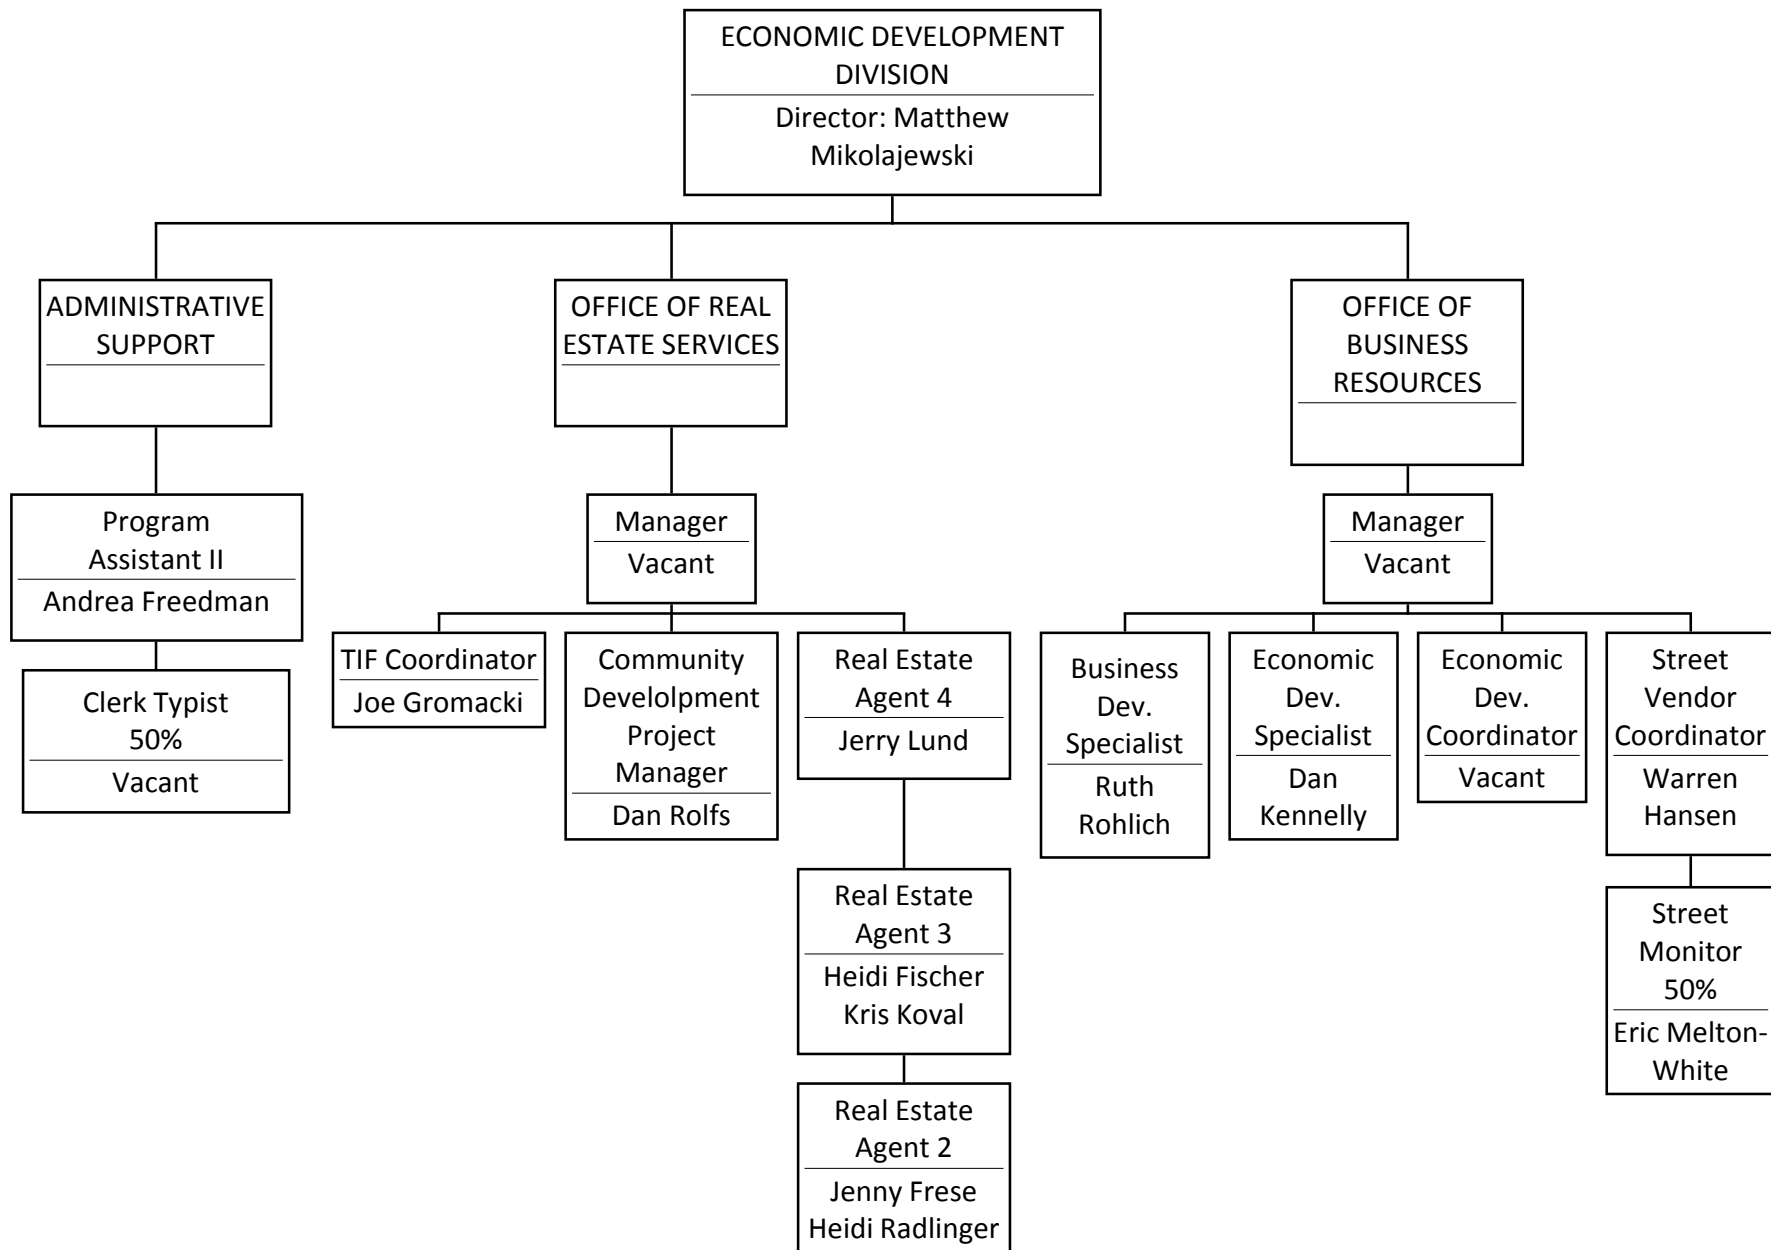 ECONOMIC DEVELOPMENT
DIVISION
Director: Matthew
Mikolajewski
ADMINISTRATIVE
SUPPORT
OFFICE OF REAL
ESTATE SERVICES
OFFICE OF
BUSINESS
RESOURCES
Program
Assistant II
Andrea Freedman
Manager
Vacant
Manager
Vacant
Clerk Typist
50%
Vacant
TIF Coordinator
Joe Gromacki
Community
Develolpment
Project
Manager
Dan Rolfs
Real Estate
Agent 4
Jerry Lund
Business
Dev.
Specialist
Ruth
Rohlich
Economic
Dev.
Specialist
Dan
Kennelly
Economic
Dev.
Coordinator
Vacant
Street
Vendor
Coordinator
Warren
Hansen
Real Estate
Agent 3
Heidi Fischer
Kris Koval
Street
Monitor
50%
Eric Melton-
White
Real Estate
Agent 2
Jenny Frese
Heidi Radlinger